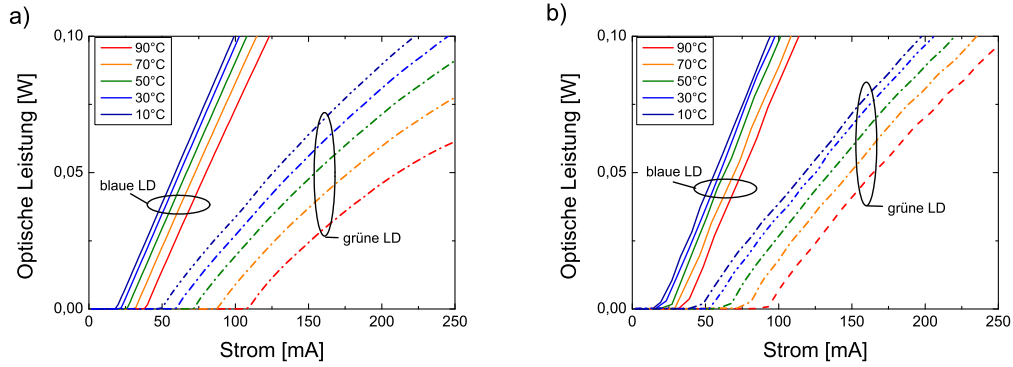 a)
Optische Leistung [W]
0,10
0,05
0,00
90°C
70°C
50°C
30°C
10°C
blaue LD
grüne LD
0 50 100 150 200 250
Strom [mA]
b)
Optische Leistung [W]
0,10
0,05
0,00
90°C
70°C
50°C
30°C
10°C
blaue LD
grüne LD
0 50 100 150 200 250
Strom [mA]